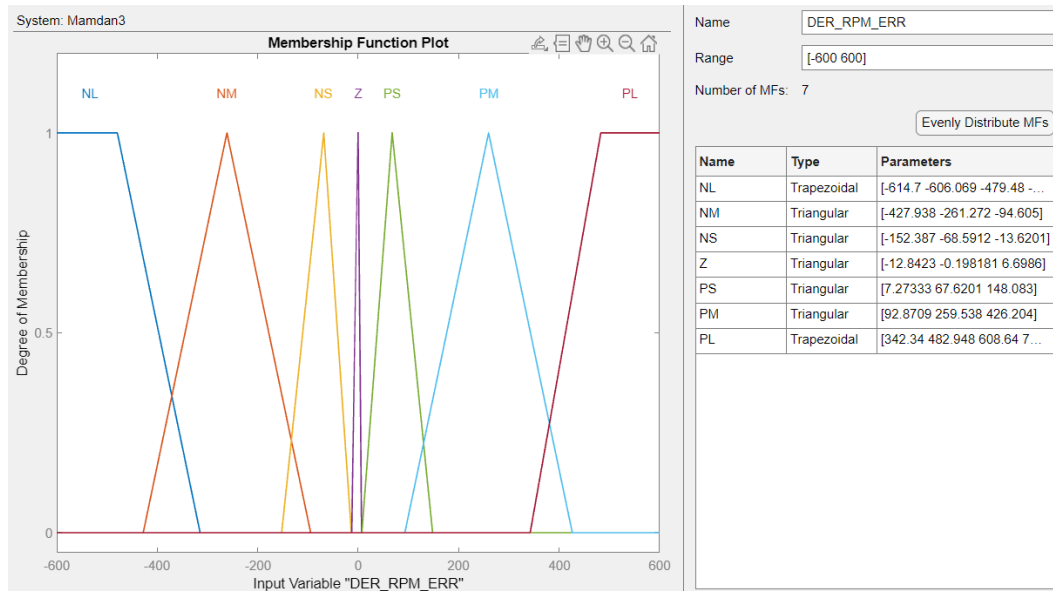 System: Mamdan3
Membership Function Plot
NL NM NS Z PS PM PL
1
0.5
0
Degree of Membership
-600 -400 -200 0 200 400 600
Input Variable "DER_RPM_ERR"
Name DER_RPM_ERR
Range [-600 600]
Number of MFs: 7
Evenly Distribute MFs
Name Type Parameters
NL Trapezoidal [-614.7 -606.069 -479.48 -...
NM Triangular [-427.938 -261.272 -94.605]
NS Triangular [-152.387 -68.5912 -13.6201]
Z Triangular [-12.8423 -0.198181 6.6986]
PS Triangular [7.27333 67.6201 148.083]
PM Triangular [92.8709 259.538 426.204]
PL Trapezoidal [342.34 482.948 608.64 7...